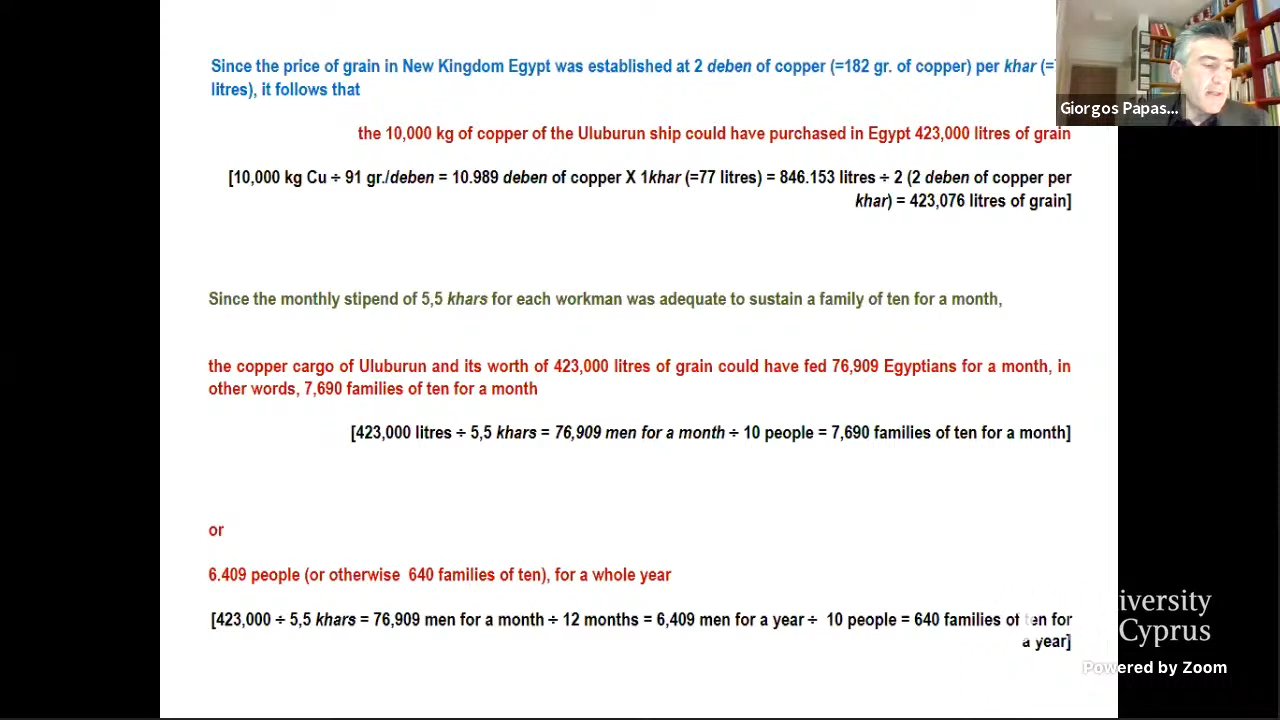 Since the price of grain in New Kingdom Egypt was established at 2 deben of copper (=182 gr. of copper) per khar (=
litres), it follows that
the 10,000 kg of copper of the Uluburun ship could have purchased in Egypt 423,000 litres of grain
[10,000 kg Cu ÷ 91 gr./deben = 10.989 deben of copper X 1khar (=77 litres) = 846.153 litres ÷ 2 (2 deben of copper per
khar) = 423,076 litres of grain]
Since the monthly stipend of 5,5 khars for each workman was adequate to sustain a family of ten for a month,
the copper cargo of Uluburun and its worth of 423,000 litres of grain could have fed 76,909 Egyptians for a month, in
other words, 7,690 families of ten for a month
[423,000 litres ÷ 5,5 khars = 76,909 men for a month ÷ 10 people = 7,690 families of ten for a month]
or
6.409 people (or otherwise 640 families of ten), for a whole year
[423,000 ÷ 5,5 khars = 76,909 men for a month ÷ 12 months = 6,409 men for a year ÷ 10 people = 640 families of ten for
a year]
Giorgos Papas...
iversity
Cyprus
Powered by Zoom